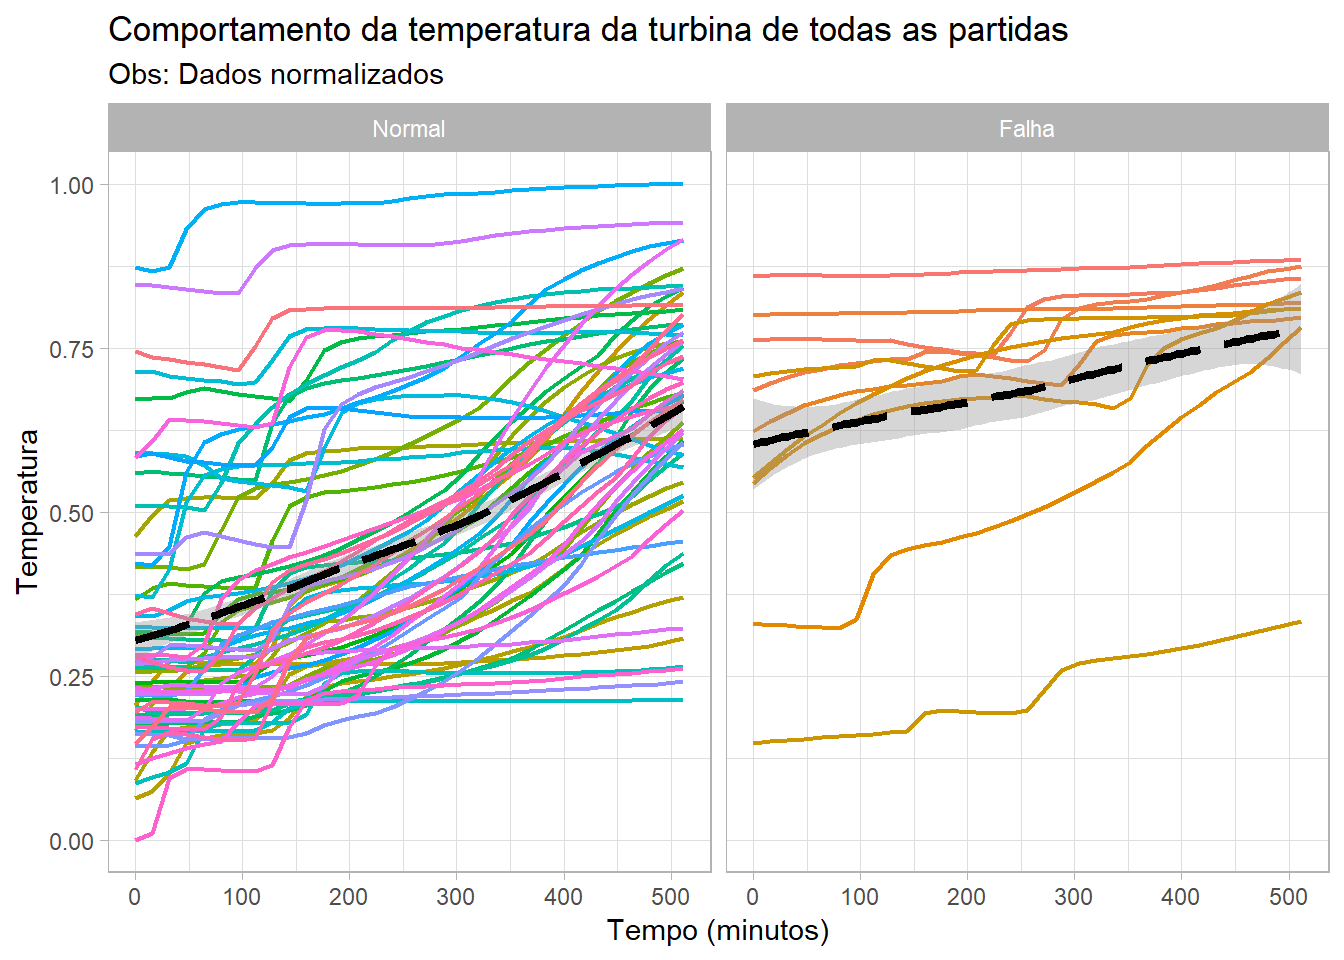 Comportamento da temperatura da turbina de todas as partidas
Obs: Dados normalizados
Normal
Falha
Temperatura
1.00
0.75
0.50
0.25
0.00
0 100 200 300 400 500
0 100 200 300 400 500
Tempo (minutos)